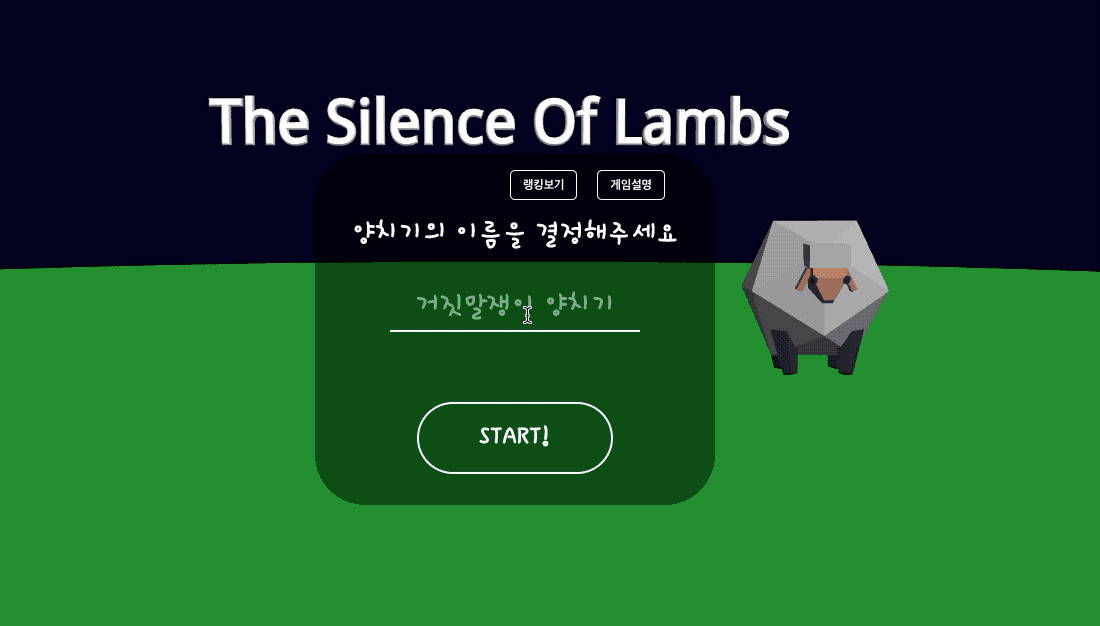 The Silence Of Lambs
랭킹보기 게임설명
양치기의 이름을 결정해주세요
거짓말쟁이 양치기
START!